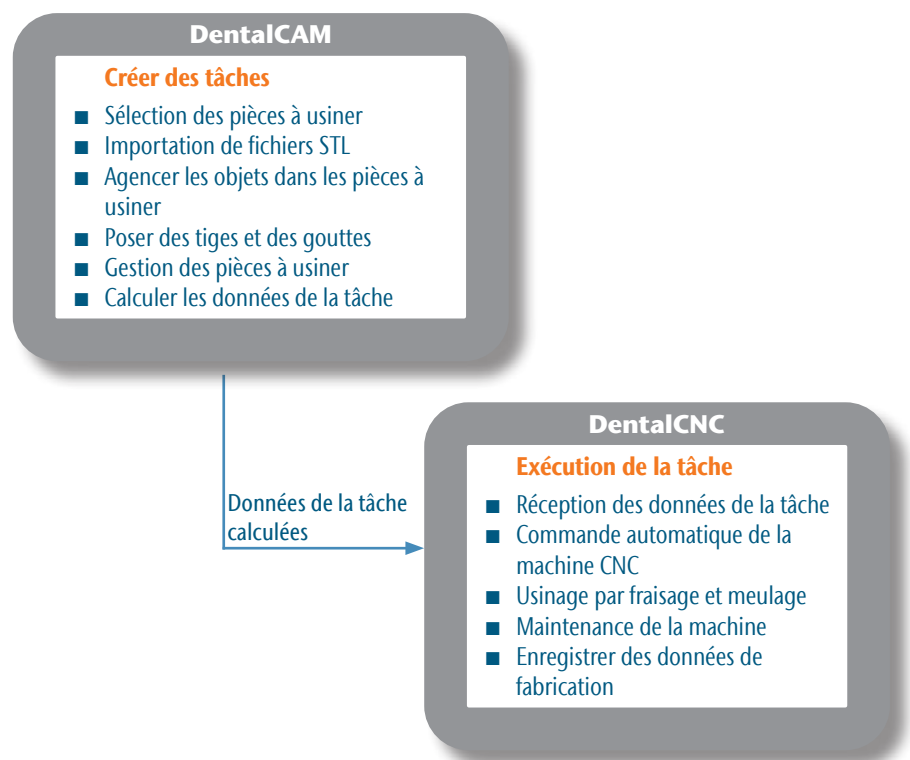 DentalCAM
Créer des tâches
■ Sélection des pièces à usiner
■ Importation de fichiers STL
■ Agencer les objets dans les pièces à
usiner
■ Poser des tiges et des gouttes
■ Gestion des pièces à usiner
■ Calculer les données de la tâche
Données de la tâche
calculées
DentalCNC
Exécution de la tâche
■ Réception des données de la tâche
■ Commande automatique de la
machine CNC
■ Usinage par fraisage et meulage
■ Maintenance de la machine
■ Enregistrer des données de
fabrication